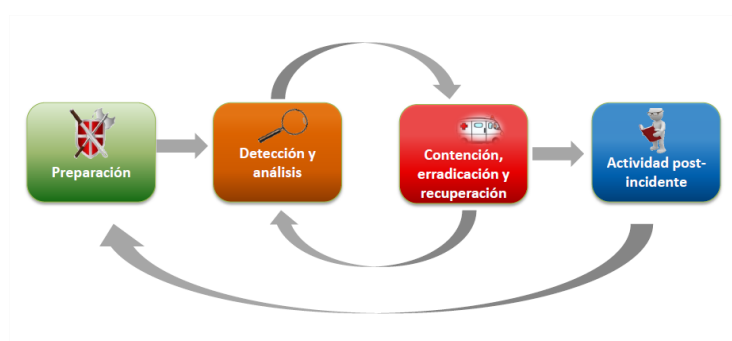 Preparación
Detección y
análisis
Contención,
erradicación y
recuperación
Actividad post-
incidente